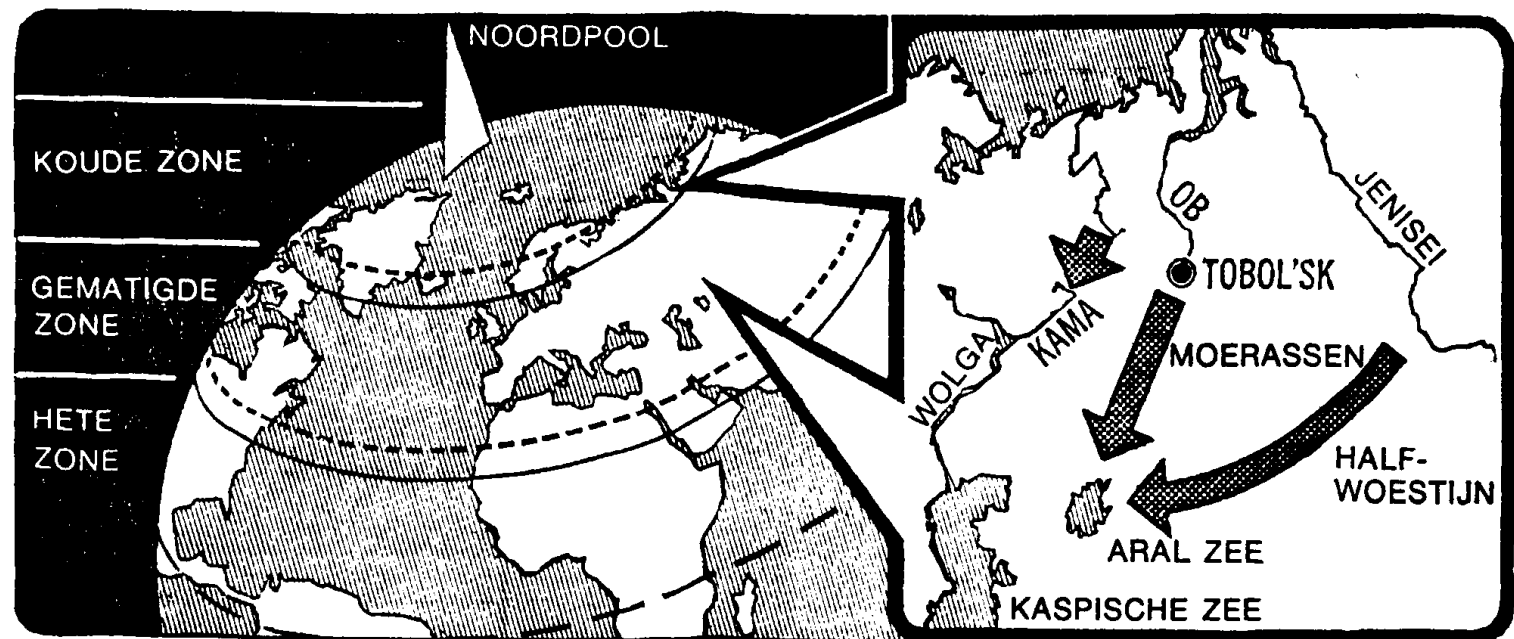 NOORDPOOL
KOUDE ZONE
GEMATIGDE
ZONE
HETE
ZONE
OB
JENISEI
TOBOL'SK
KAMA
WOLGA
MOERASSEN
HALF-
WOESTIJN
ARAL ZEE
KASPISCHE ZEE